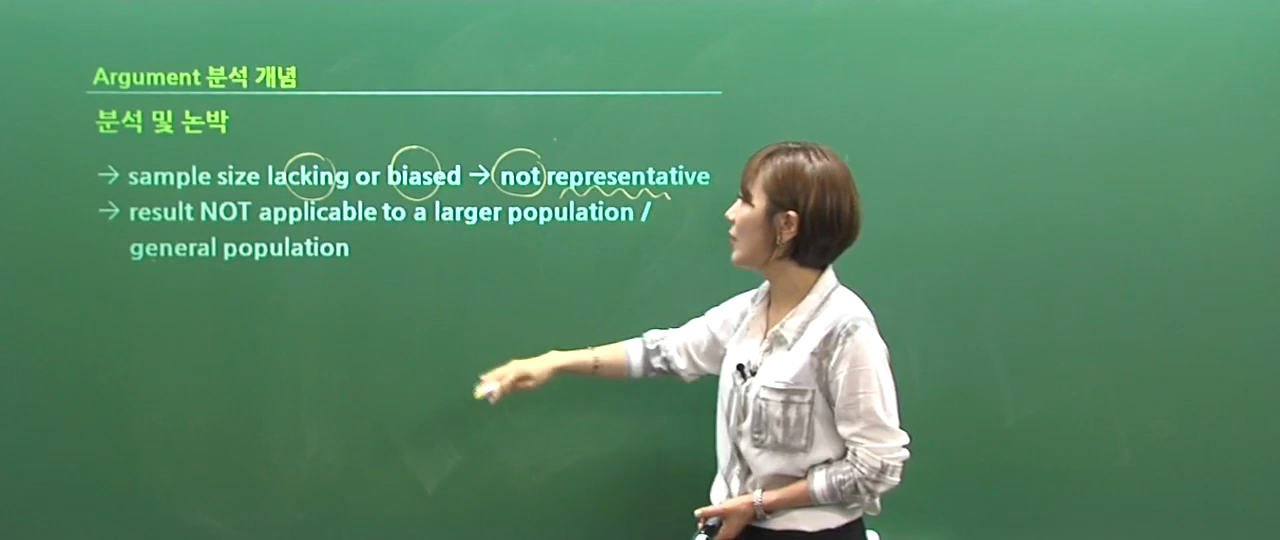 Argument 분석 개념
분석 및 논박
→ sample size lacking or biased → not representative
→ result NOT applicable to a larger population /
general population